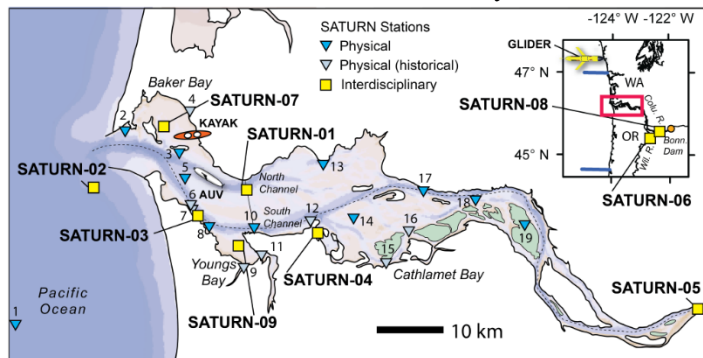 SATURN Stations
Physical
Physical (historical)
Interdisciplinary
-124° W -122° W
GLIDER
47° N
WA
SATURN-08
Colu. R.
OR
Bonn.
Dam
Wil. R.
45° N
SATURN-06
Baker Bay
4
SATURN-07
2
KAYAK
SATURN-01
3
13
SATURN-02
5
North
Channel
17
6
AUV
7
South
Channel
12
18
SATURN-03
8
10
14
16
19
11
15
9
SATURN-04
Cathlamet Bay
Youngs
Bay
SATURN-05
Pacific
Ocean
SATURN-09
1
10 km